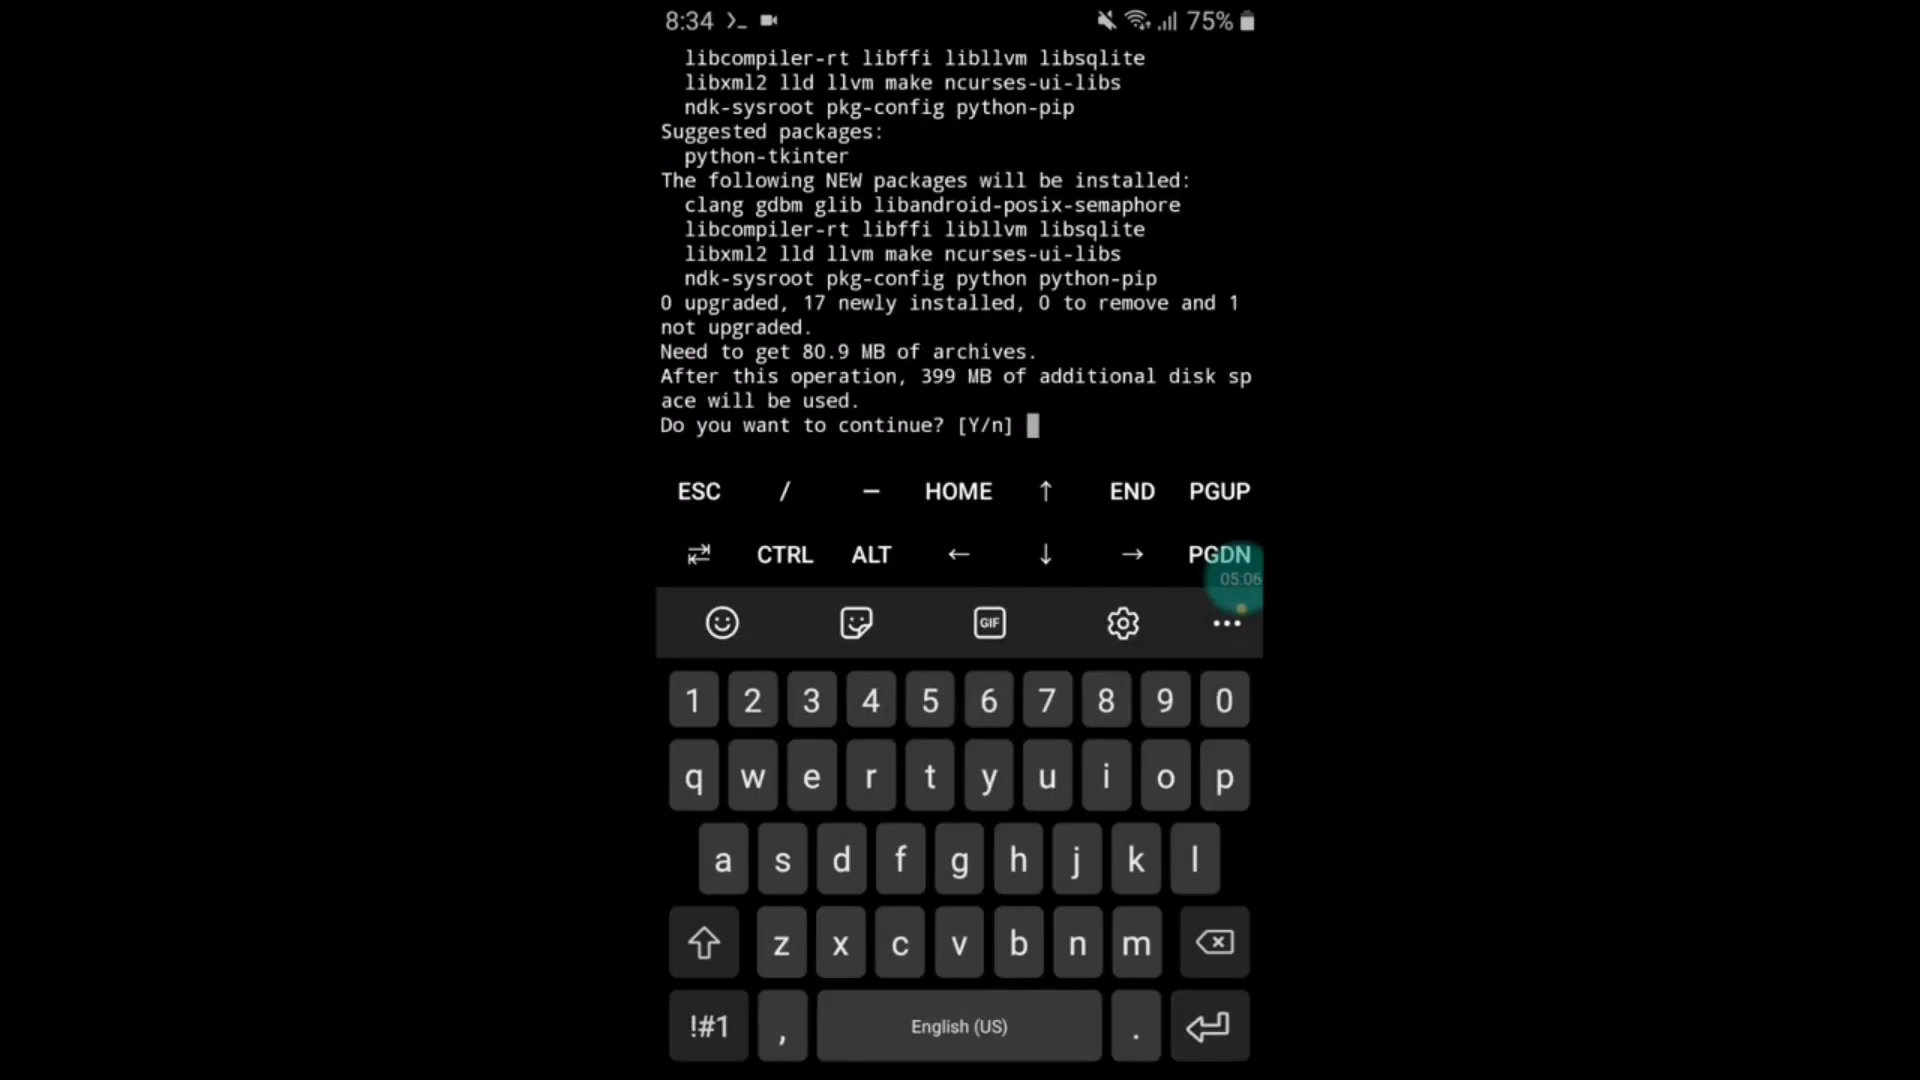 8:34 75%
libcompiler-rt libffi libllvm libsqlite
libxml2 lld llvm make ncurses-ui-libs
ndk-sysroot pkg-config python-pip
Suggested packages:
python-tkinter
The following NEW packages will be installed:
clang gdbm glib libandroid-posix-semaphore
libcompiler-rt libffi libllvm libsqlite
libxml2 lld llvm make ncurses-ui-libs
ndk-sysroot pkg-config python python-pip
0 upgraded, 17 newly installed, 0 to remove and 1
not upgraded.
Need to get 80.9 MB of archives.
After this operation, 399 MB of additional disk sp
ace will be used.
Do you want to continue? [Y/n]
ESC / — HOME ↑ END PGUP
CTRL ALT ← ↓ → PGDN
05:06
GIF
1 2 3 4 5 6 7 8 9 0
q w e r t y u i o p
a s d f g h j k l
z x c v b n m
!#1 , English (US) .